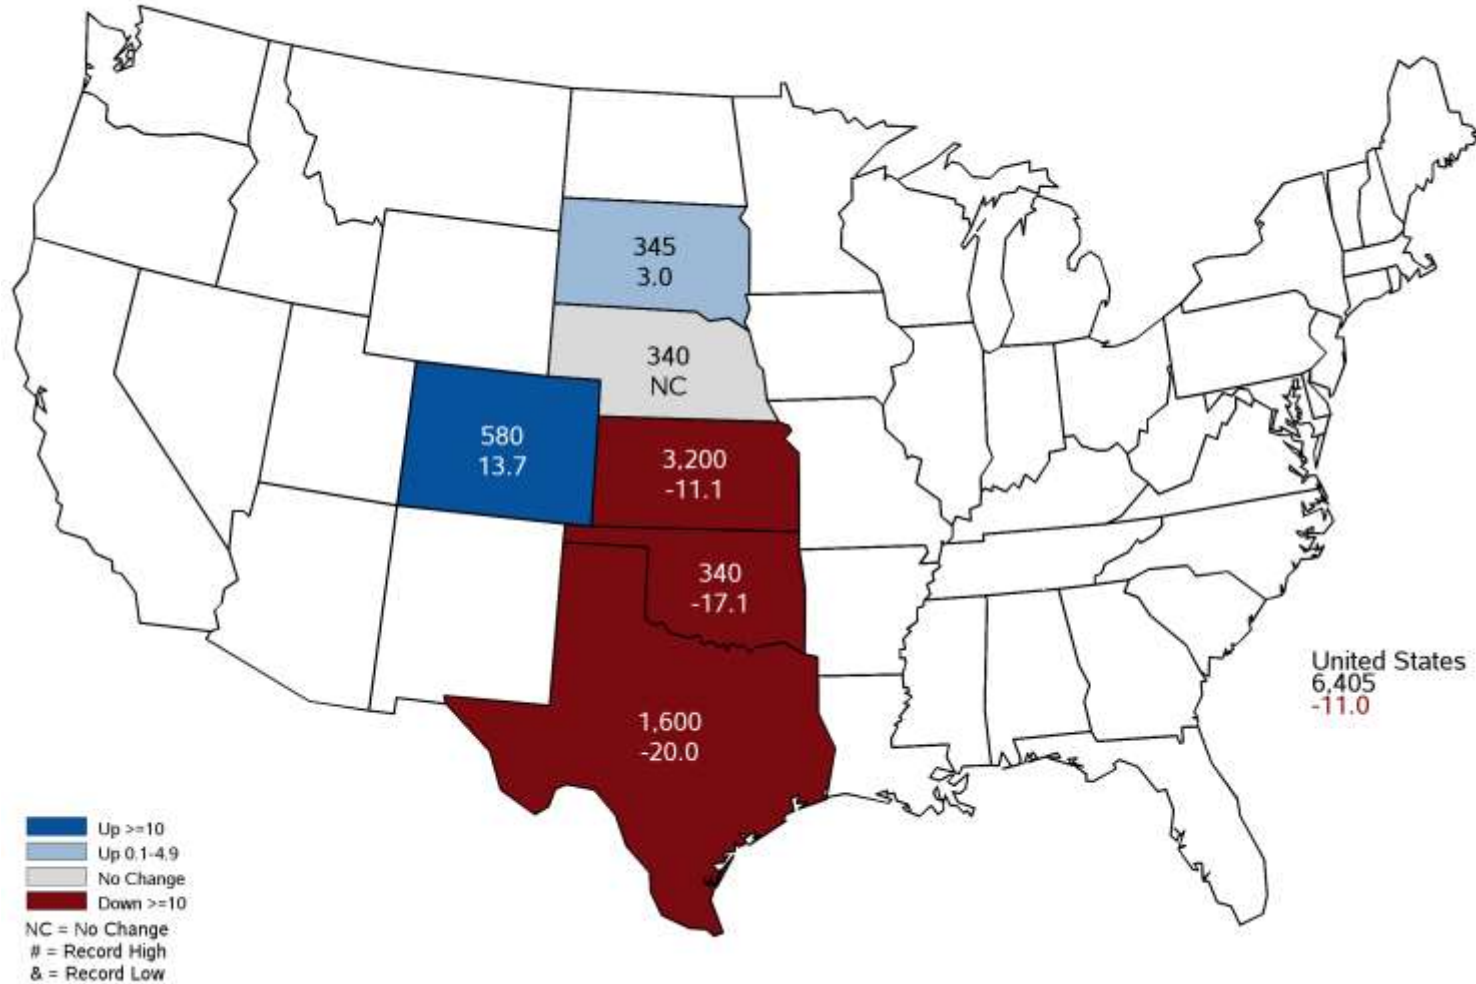 345
3.0
340
NC
580
13.7
3,200
-11.1
340
-17.1
United States
6,405
-11.0
1,600
-20.0
Up >=10
Up 0.1-4.9
No Change
Down >=10
NC = No Change
# = Record High
& = Record Low